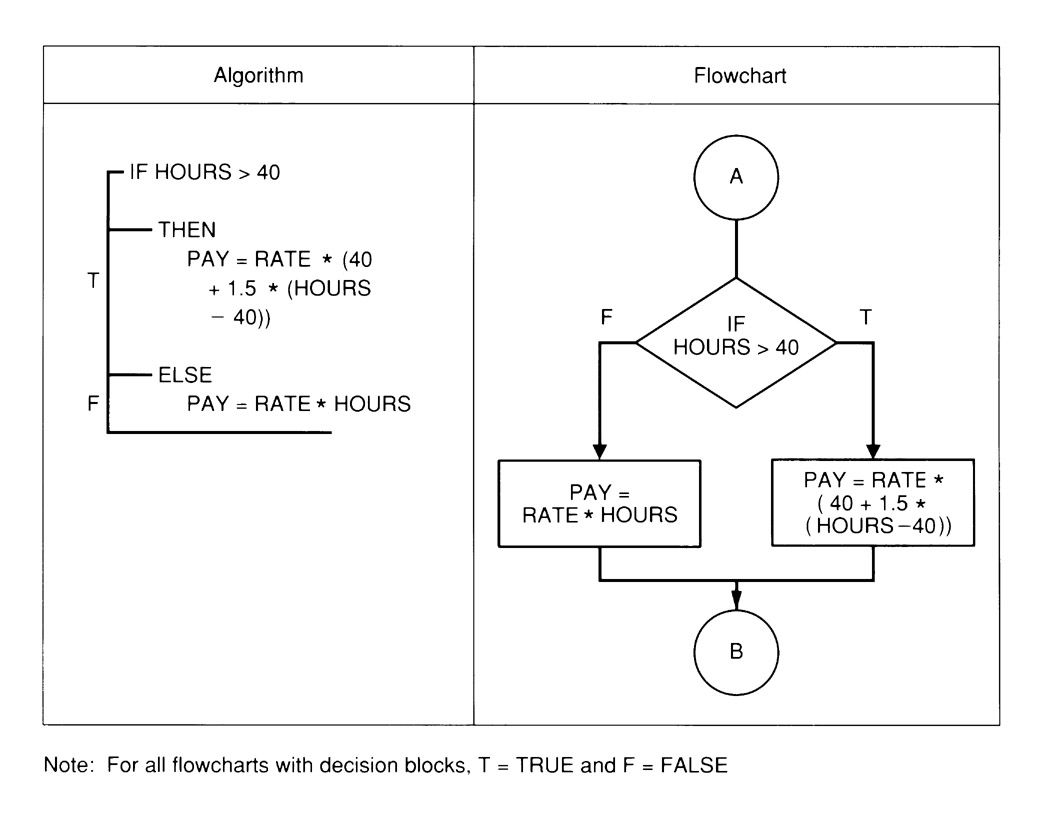 Algorithm
Flowchart
IF HOURS > 40
THEN
PAY = RATE * (40
+ 1.5 * (HOURS
− 40))
T
ELSE
F
PAY = RATE * HOURS
A
F
T
IF
HOURS > 40
PAY =
RATE * HOURS
PAY = RATE *
( 40 + 1.5 *
(HOURS −40))
B
Note: For all flowcharts with decision blocks, T = TRUE and F = FALSE